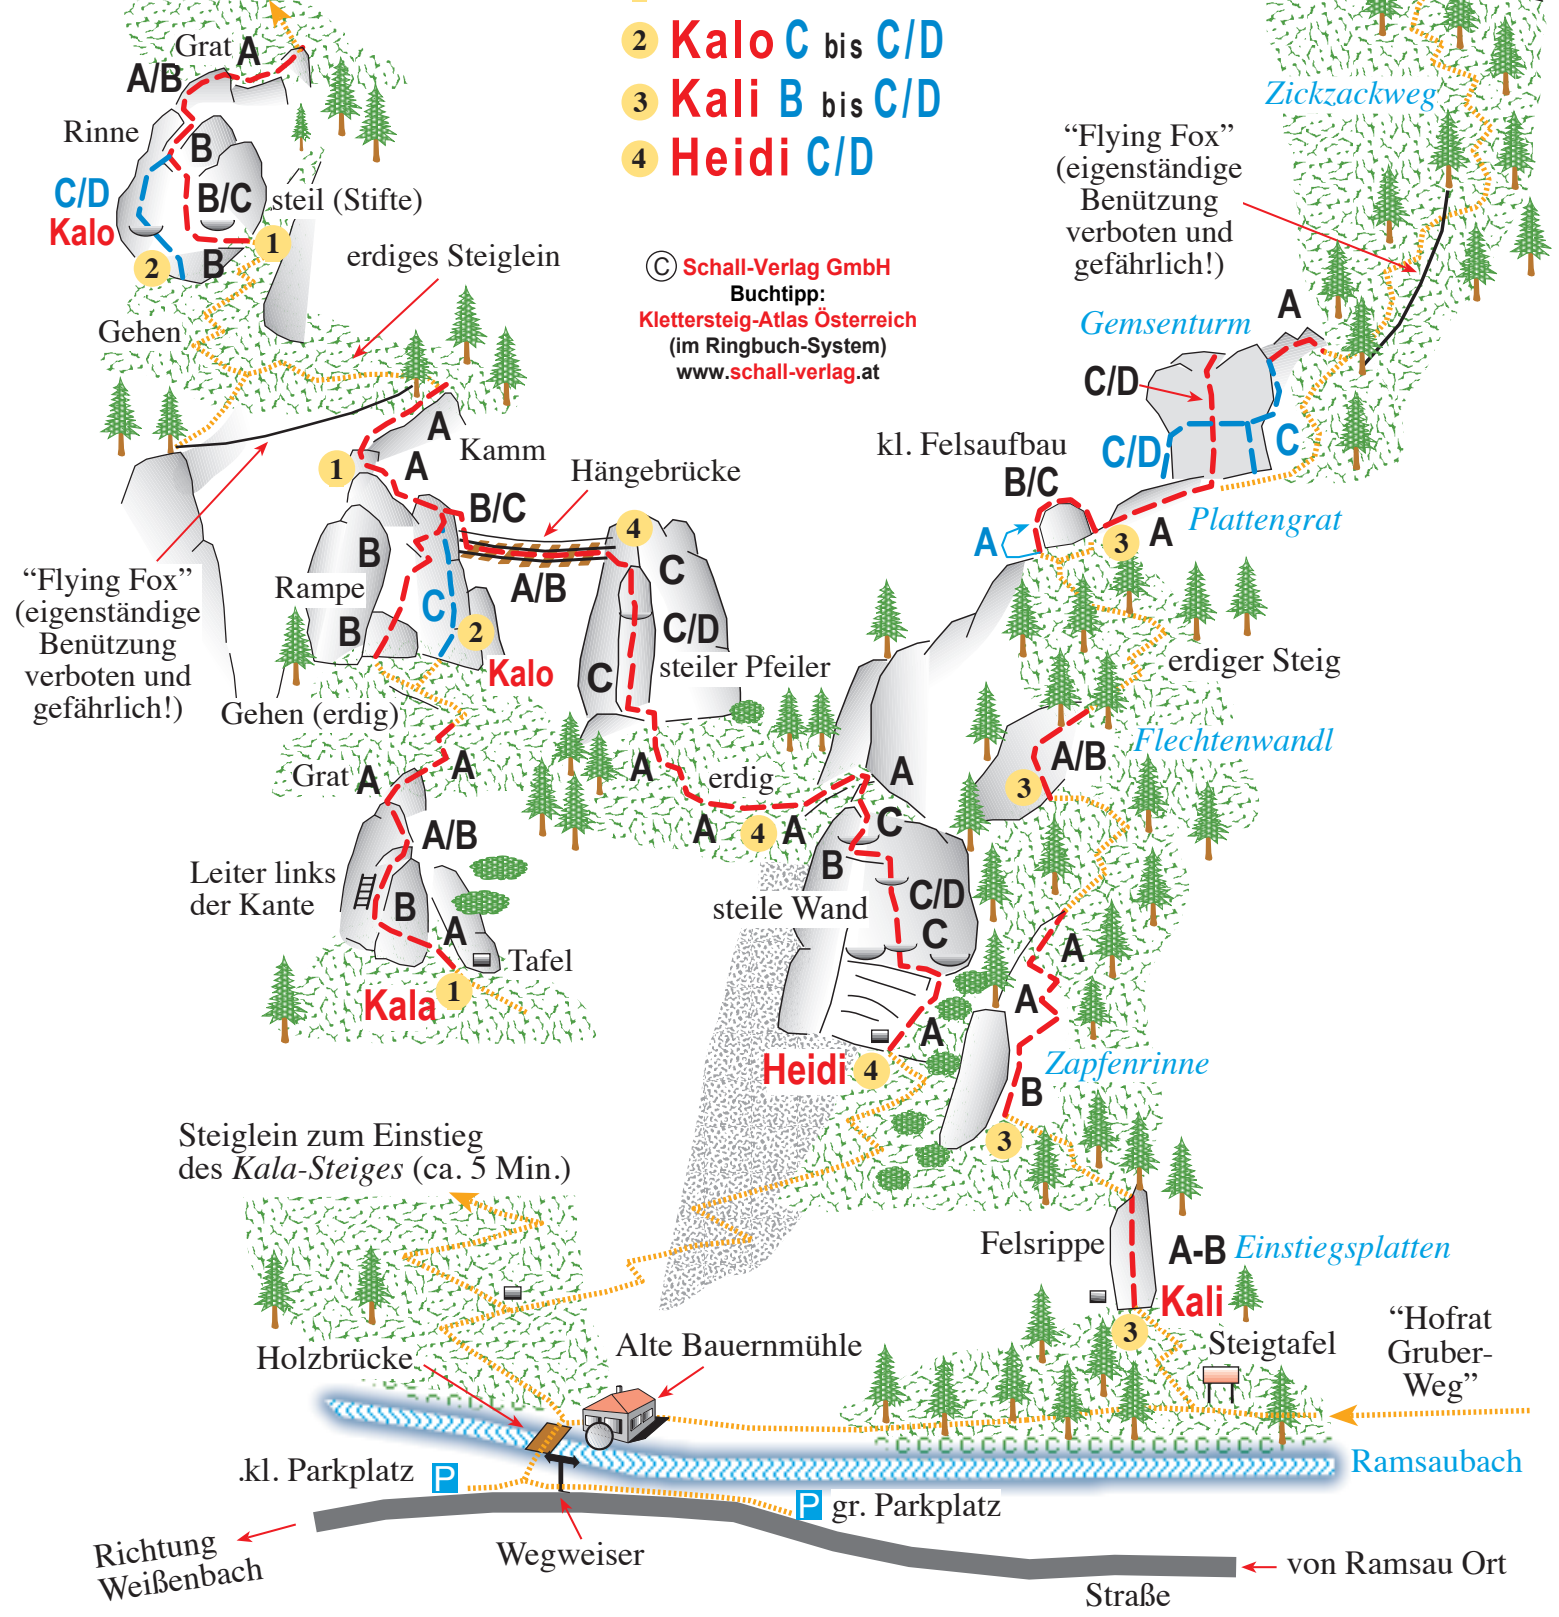 2 Kalo C bis C/D
3 Kali B bis C/D
4 Heidi C/D
Grat A
A/B
Rinne
B
C/D
B/C
steil (Stifte)
Kalo
1
B
2
erdiges Steiglein
Gehen
© Schall-Verlag GmbH
Buchtipp:
Klettersteig-Atlas Österreich
(im Ringbuch-System)
www.schall-verlag.at
Zickzackweg
“Flying Fox”
(eigenständige
Benützung
verboten und
gefährlich!)
A
Gemsenturm
C/D
C/D
C
kl. Felsaufbau
B/C
A
3
A
Plattengrat
A
Kamm
1
A
B/C
Hängebrücke
4
B
A/B
C
“Flying Fox”
(eigenständige
Benützung
verboten und
gefährlich!)
Rampe
C
B
2
C/D
steiler Pfeiler
Kalo
C
Gehen (erdig)
erdiger Steig
Grat A
A
A
erdig
A
A/B
Flechtenwandl
3
A
4
A
C
A/B
B
Leiter links
der Kante
B
C/D
steile Wand
A
C
A
Tafel
Kala
1
A
A
Heidi
4
Zapfenrinne
B
3
Steiglein zum Einstieg
des Kala-Steiges (ca. 5 Min.)
Felsrippe
A-B
Einstiegsplatten
Kali
3
Steigtafel
“Hofrat
Gruber-
Weg”
Holzbrücke
Alte Bauernmühle
Ramsaubach
.kl. Parkplatz
P
P
gr. Parkplatz
Richtung
Weißenbach
Wegweiser
von Ramsau Ort
Straße